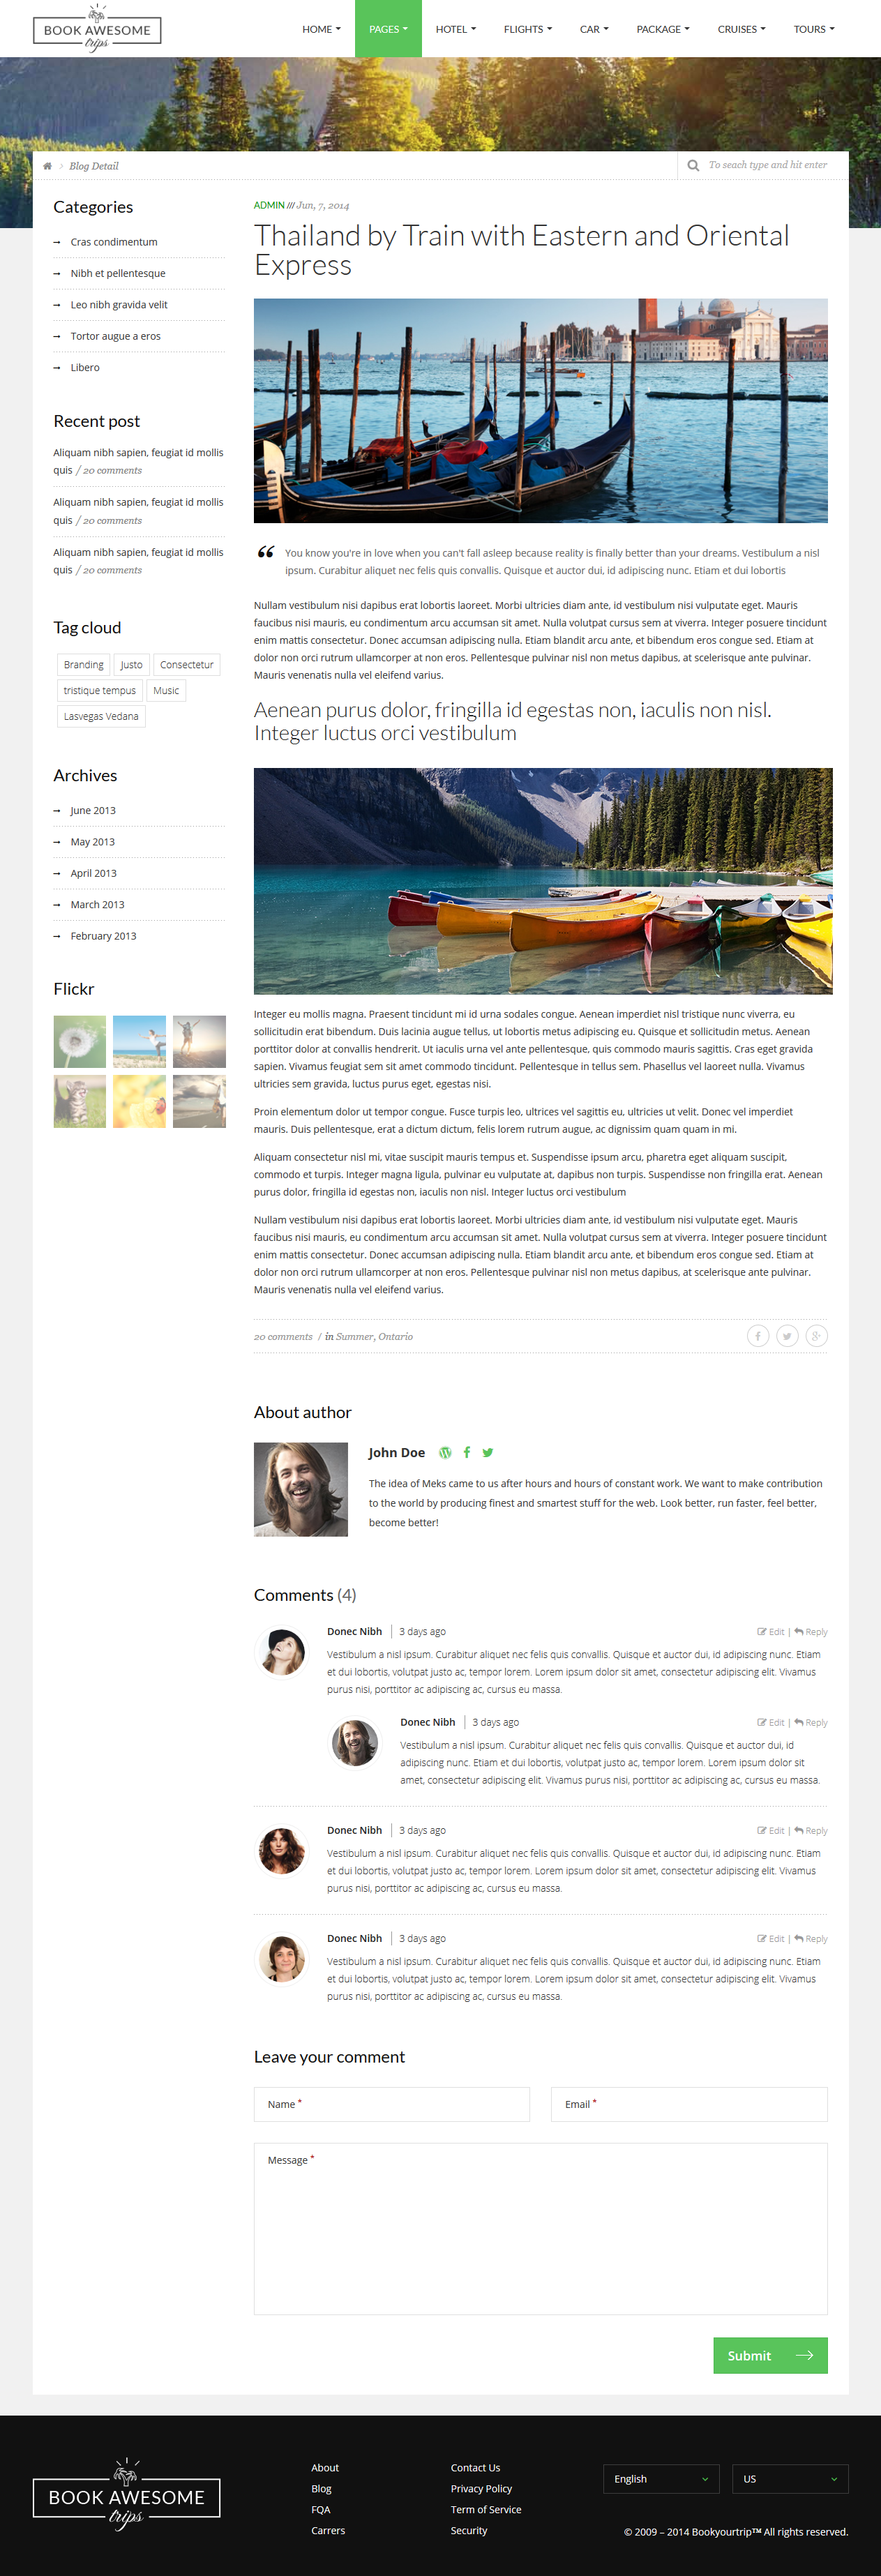 BOOK AWESOME
trips
HOME
PAGES
HOTEL
FLIGHTS
CAR
PACKAGE
CRUISES
TOURS
Blog Detail
To seach type and hit enter
Categories
Cras condimentum
Nibh et pellentesque
Leo nibh gravida velit
Tortor augue a eros
Libero
Recent post
Aliquam nibh sapien, feugiat id mollis
quis / 20 comments
Aliquam nibh sapien, feugiat id mollis
quis / 20 comments
Aliquam nibh sapien, feugiat id mollis
quis / 20 comments
Tag cloud
Branding
Justo
Consectetur
tristique tempus
Music
Lasvegas Vedana
Archives
June 2013
May 2013
April 2013
March 2013
February 2013
Flickr
ADMIN /// Jun, 7, 2014
Thailand by Train with Eastern and Oriental
Express
“ You know you're in love when you can't fall asleep because reality is finally better than your dreams. Vestibulum a nisl
ipsum. Curabitur aliquet nec felis quis convallis. Quisque et auctor dui, id adipiscing nunc. Etiam et dui lobortis
Nullam vestibulum nisi dapibus erat lobortis laoreet. Morbi ultricies diam ante, id vestibulum nisi vulputate eget. Mauris
faucibus nisi mauris, eu condimentum arcu accumsan sit amet. Nulla volutpat cursus sem at viverra. Integer posuere tincidunt
enim mattis consectetur. Donec accumsan adipiscing nulla. Etiam blandit arcu ante, et bibendum eros congue sed. Etiam at
dolor non orci rutrum ullamcorper at non eros. Pellentesque pulvinar nisl non metus dapibus, at scelerisque ante pulvinar.
Mauris venenatis nulla vel eleifend varius.
Aenean purus dolor, fringilla id egestas non, iaculis non nisl.
Integer luctus orci vestibulum
Integer eu mollis magna. Praesent tincidunt mi id urna sodales congue. Aenean imperdiet nisl tristique nunc viverra, eu
sollicitudin erat bibendum. Duis lacinia augue tellus, ut lobortis metus adipiscing eu. Quisque et sollicitudin metus. Aenean
porttitor dolor at convallis hendrerit. Ut iaculis urna vel ante pellentesque, quis commodo mauris sagittis. Cras eget gravida
sapien. Vivamus feugiat sem sit amet commodo tincidunt. Pellentesque in tellus sem. Phasellus vel laoreet nulla. Vivamus
ultricies sem gravida, luctus purus eget, egestas nisi.
Proin elementum dolor ut tempor congue. Fusce turpis leo, ultrices vel sagittis eu, ultricies ut velit. Donec vel imperdiet
mauris. Duis pellentesque, erat a dictum dictum, felis lorem rutrum augue, ac dignissim quam quam in mi.
Aliquam consectetur nisl mi, vitae suscipit mauris tempus et. Suspendisse ipsum arcu, pharetra eget aliquam suscipit,
commodo et turpis. Integer magna ligula, pulvinar eu vulputate at, dapibus non turpis. Suspendisse non fringilla erat. Aenean
purus dolor, fringilla id egestas non, iaculis non nisl. Integer luctus orci vestibulum
Nullam vestibulum nisi dapibus erat lobortis laoreet. Morbi ultricies diam ante, id vestibulum nisi vulputate eget. Mauris
faucibus nisi mauris, eu condimentum arcu accumsan sit amet. Nulla volutpat cursus sem at viverra. Integer posuere tincidunt
enim mattis consectetur. Donec accumsan adipiscing nulla. Etiam blandit arcu ante, et bibendum eros congue sed. Etiam at
dolor non orci rutrum ullamcorper at non eros. Pellentesque pulvinar nisl non metus dapibus, at scelerisque ante pulvinar.
Mauris venenatis nulla vel eleifend varius.
20 comments / in Summer, Ontario
About author
John Doe
The idea of Meks came to us after hours and hours of constant work. We want to make contribution
to the world by producing finest and smartest stuff for the web. Look better, run faster, feel better,
become better!
Comments (4)
Donec Nibh | 3 days ago
Edit | Reply
Vestibulum a nisl ipsum. Curabitur aliquet nec felis quis convallis. Quisque et auctor dui, id adipiscing nunc. Etiam
et dui lobortis, volutpat justo ac, tempor lorem. Lorem ipsum dolor sit amet, consectetur adipiscing elit. Vivamus
purus nisi, porttitor ac adipiscing ac, cursus eu massa.
Donec Nibh | 3 days ago
Edit | Reply
Vestibulum a nisl ipsum. Curabitur aliquet nec felis quis convallis. Quisque et auctor dui, id
adipiscing nunc. Etiam et dui lobortis, volutpat justo ac, tempor lorem. Lorem ipsum dolor sit
amet, consectetur adipiscing elit. Vivamus purus nisi, porttitor ac adipiscing ac, cursus eu massa.
Donec Nibh | 3 days ago
Edit | Reply
Vestibulum a nisl ipsum. Curabitur aliquet nec felis quis convallis. Quisque et auctor dui, id adipiscing nunc. Etiam
et dui lobortis, volutpat justo ac, tempor lorem. Lorem ipsum dolor sit amet, consectetur adipiscing elit. Vivamus
purus nisi, porttitor ac adipiscing ac, cursus eu massa.
Donec Nibh | 3 days ago
Edit | Reply
Vestibulum a nisl ipsum. Curabitur aliquet nec felis quis convallis. Quisque et auctor dui, id adipiscing nunc. Etiam
et dui lobortis, volutpat justo ac, tempor lorem. Lorem ipsum dolor sit amet, consectetur adipiscing elit. Vivamus
purus nisi, porttitor ac adipiscing ac, cursus eu massa.
Leave your comment
Name *
Email *
Message *
Submit
BOOK AWESOME
trips
About
Blog
FQA
Carrers
Contact Us
Privacy Policy
Term of Service
Security
English
US
© 2009 – 2014 Bookyourtrip™ All rights reserved.